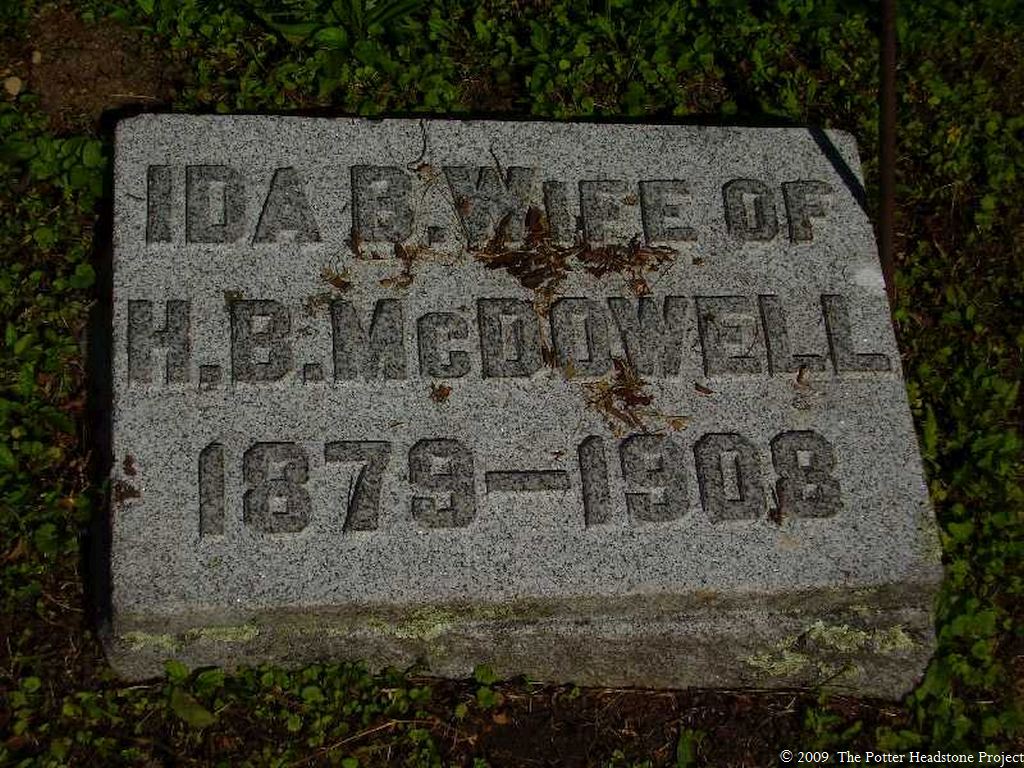 IDA B. WIFE OF
H. B. McDOWELL
1879–1908
© 2009 The Potter Headstone Project